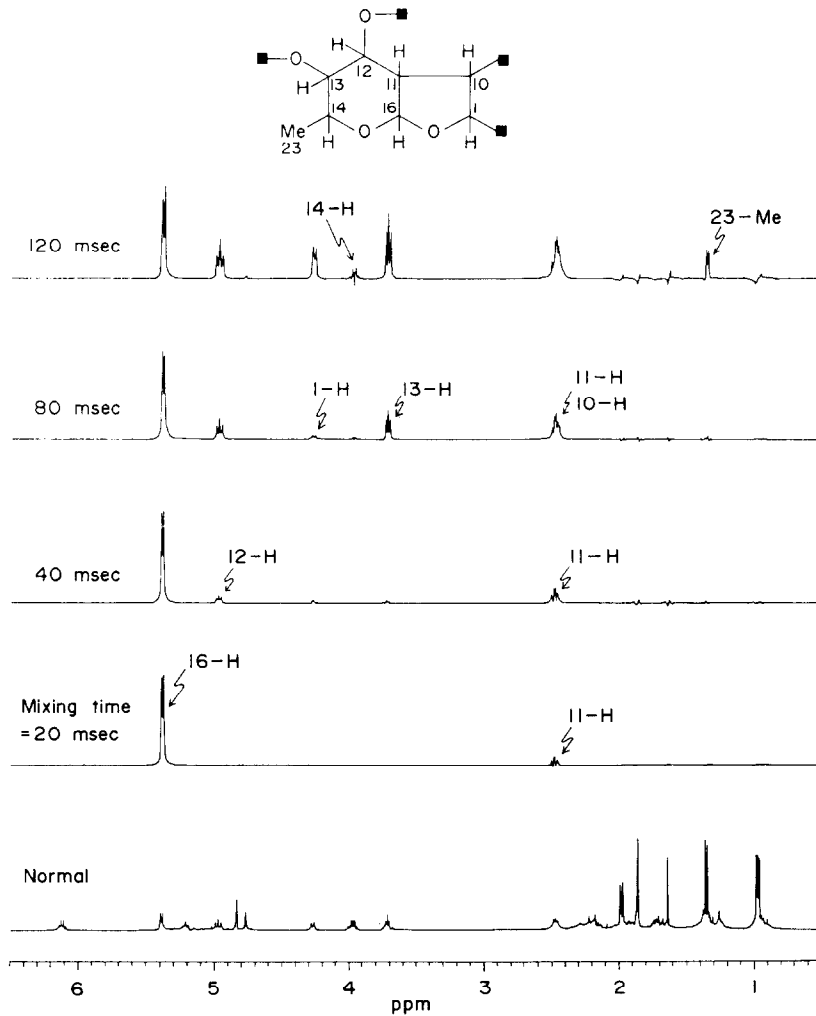 O
H H H
O 12 11 10
H 13
14 16 1
Me O O
23 H H H
14-H
23-Me
120 msec
1-H 13-H 11-H
10-H
80 msec
12-H 11-H
40 msec
16-H
Mixing time
=20 msec
11-H
Normal
6 5 4 3 2 1
ppm